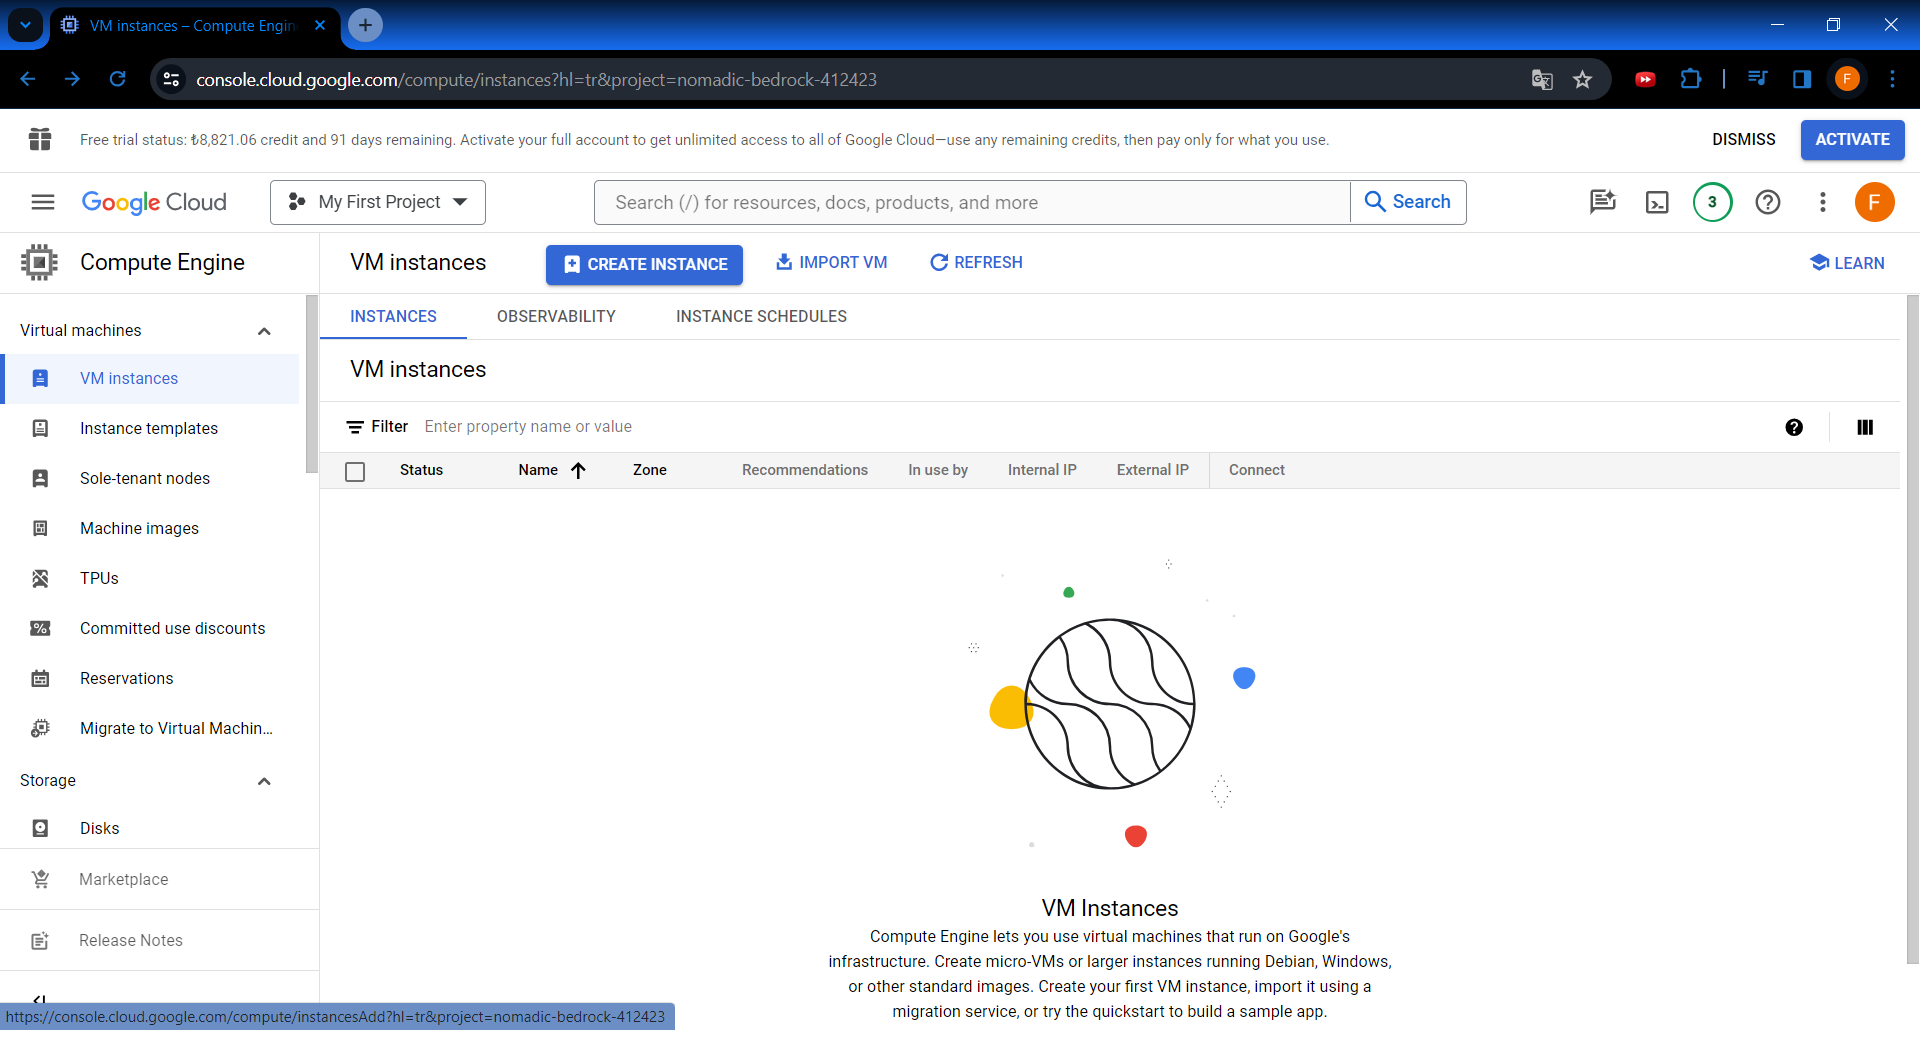 VM instances – Compute Engin
console.cloud.google.com/compute/instances?hl=tr&project=nomadic-bedrock-412423
F
Free trial status: ₺8,821.06 credit and 91 days remaining. Activate your full account to get unlimited access to all of Google Cloud—use any remaining credits, then pay only for what you use.
DISMISS
ACTIVATE
Google Cloud
My First Project
Search (/) for resources, docs, products, and more
Search
3
F
Compute Engine
VM instances
CREATE INSTANCE
IMPORT VM
REFRESH
LEARN
Virtual machines
VM instances
Instance templates
Sole-tenant nodes
Machine images
TPUs
Committed use discounts
Reservations
Migrate to Virtual Machin...
Storage
Disks
Marketplace
Release Notes
INSTANCES
OBSERVABILITY
INSTANCE SCHEDULES
VM instances
Filter
Enter property name or value
Status
Name
Zone
Recommendations
In use by
Internal IP
External IP
Connect
VM Instances
Compute Engine lets you use virtual machines that run on Google's
infrastructure. Create micro-VMs or larger instances running Debian, Windows,
or other standard images. Create your first VM instance, import it using a
migration service, or try the quickstart to build a sample app.
https://console.cloud.google.com/compute/instancesAdd?hl=tr&project=nomadic-bedrock-412423